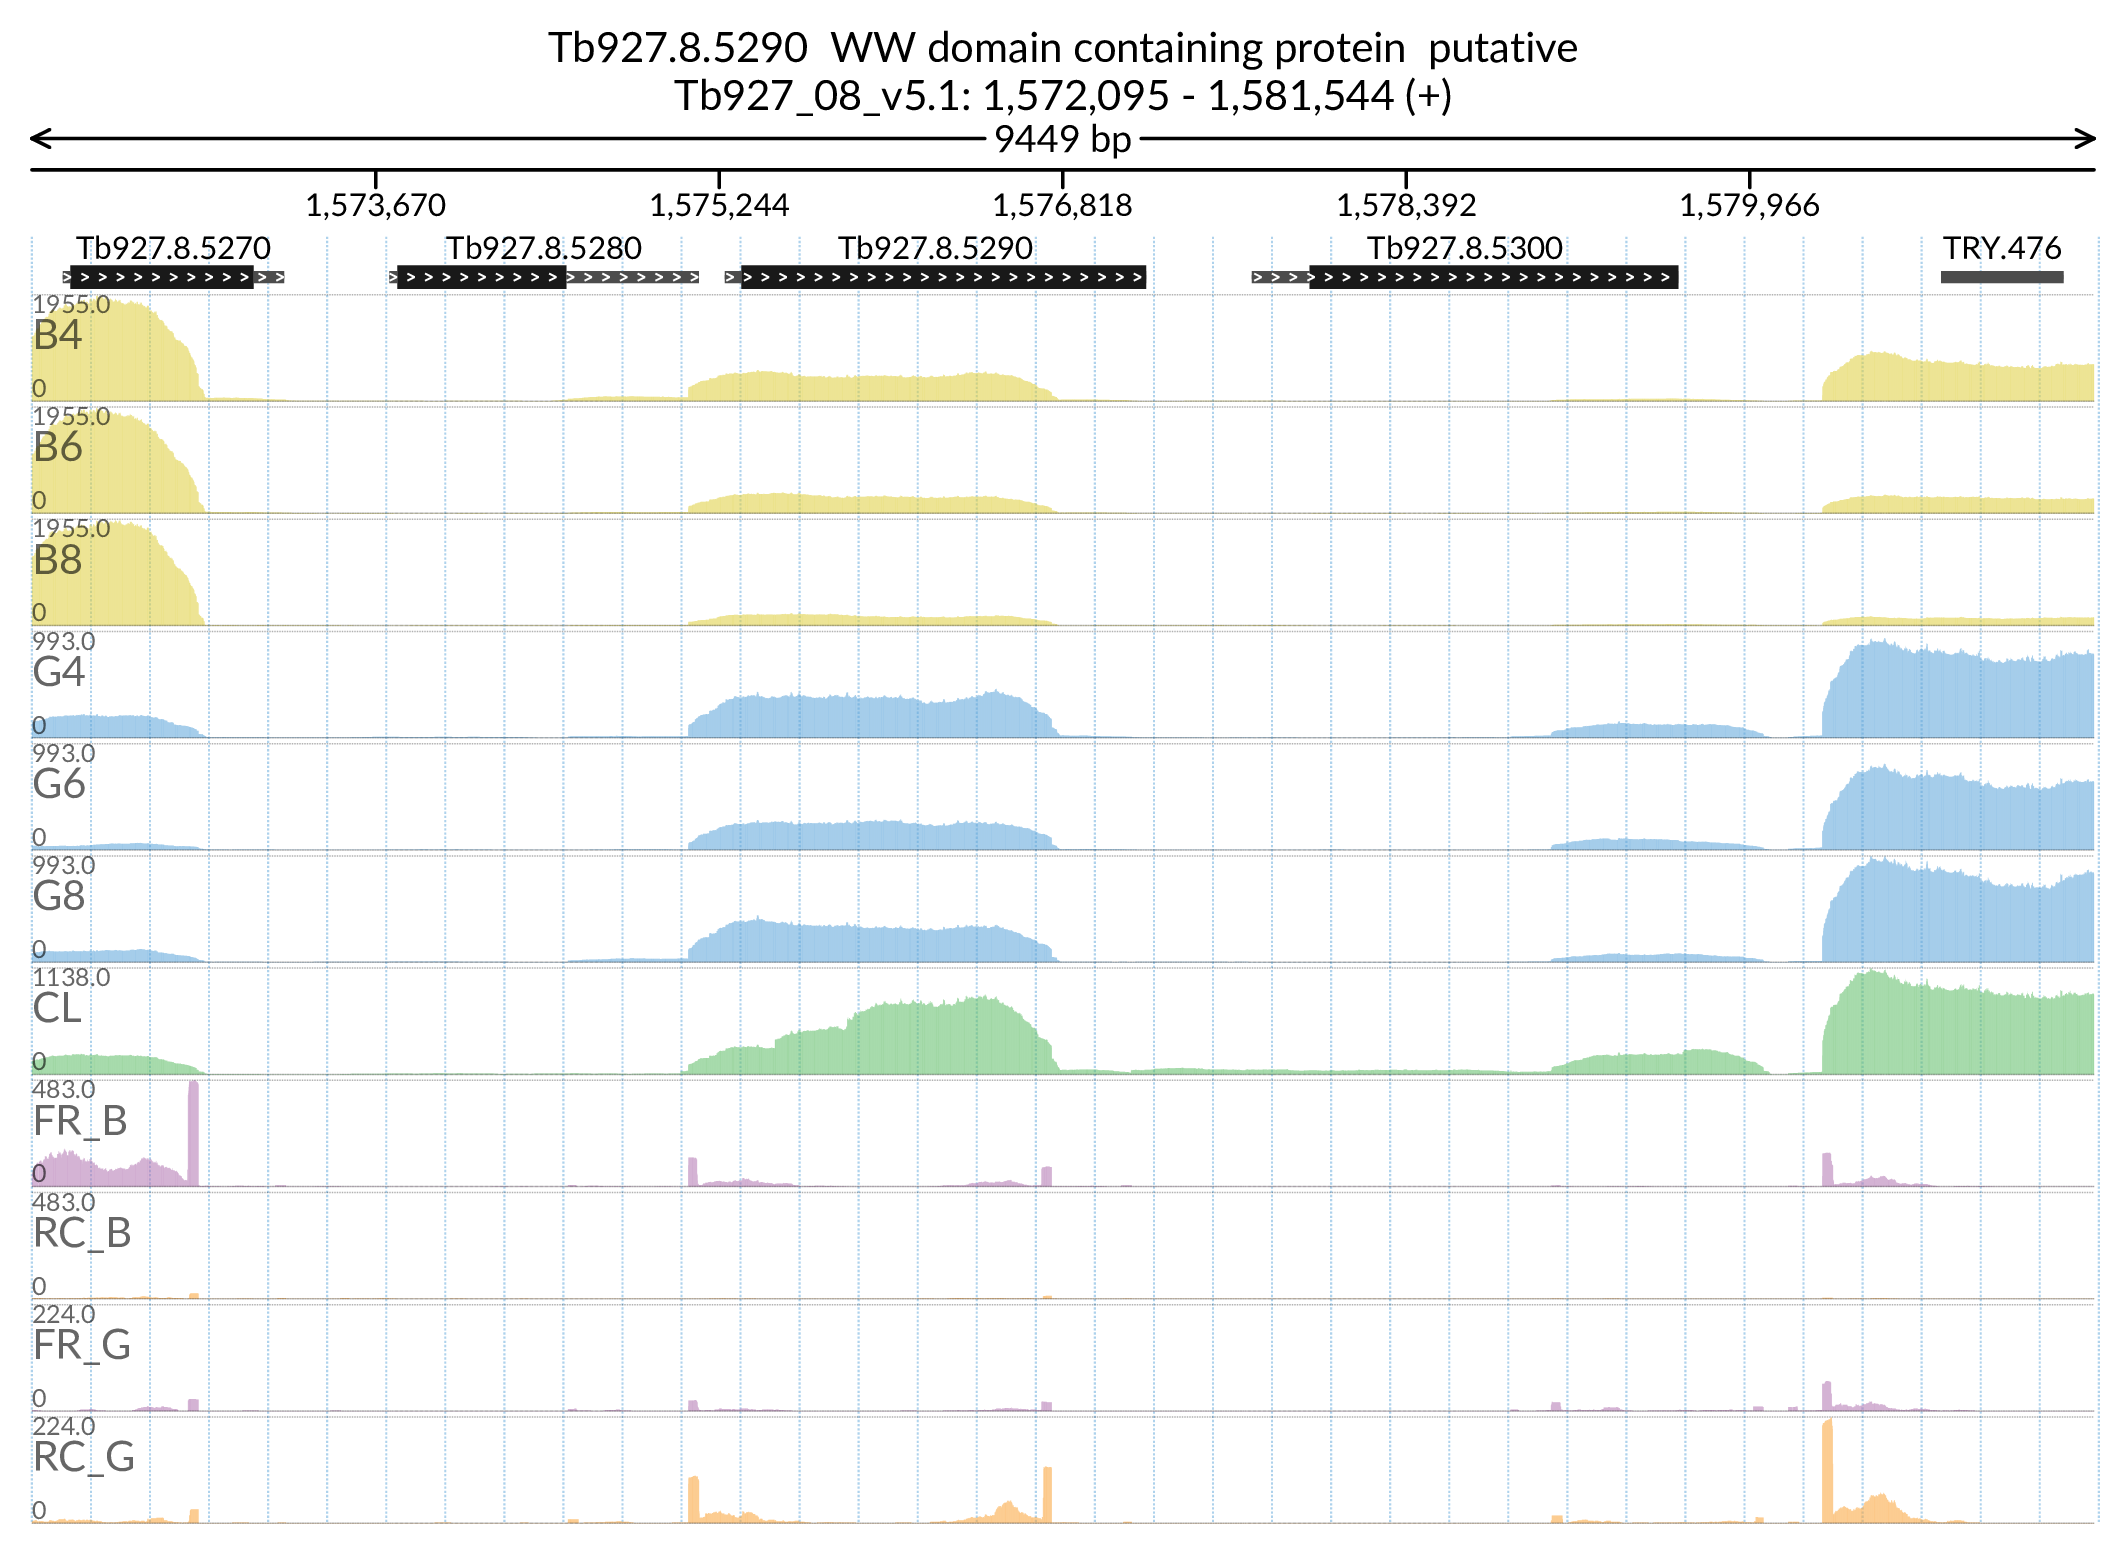 Tb927.8.5290  WW domain containing protein  putative
Tb927_08_v5.1: 1,572,095 - 1,581,544 (+)
9449 bp
1,573,670 1,575,244 1,576,818 1,578,392 1,579,966
Tb927.8.5270 Tb927.8.5280 Tb927.8.5290 Tb927.8.5300 TRY.476
1955.0
B4
0
1955.0
B6
0
1955.0
B8
0
993.0
G4
0
993.0
G6
0
993.0
G8
0
1138.0
CL
0
483.0
FR_B
0
483.0
RC_B
0
224.0
FR_G
0
224.0
RC_G
0